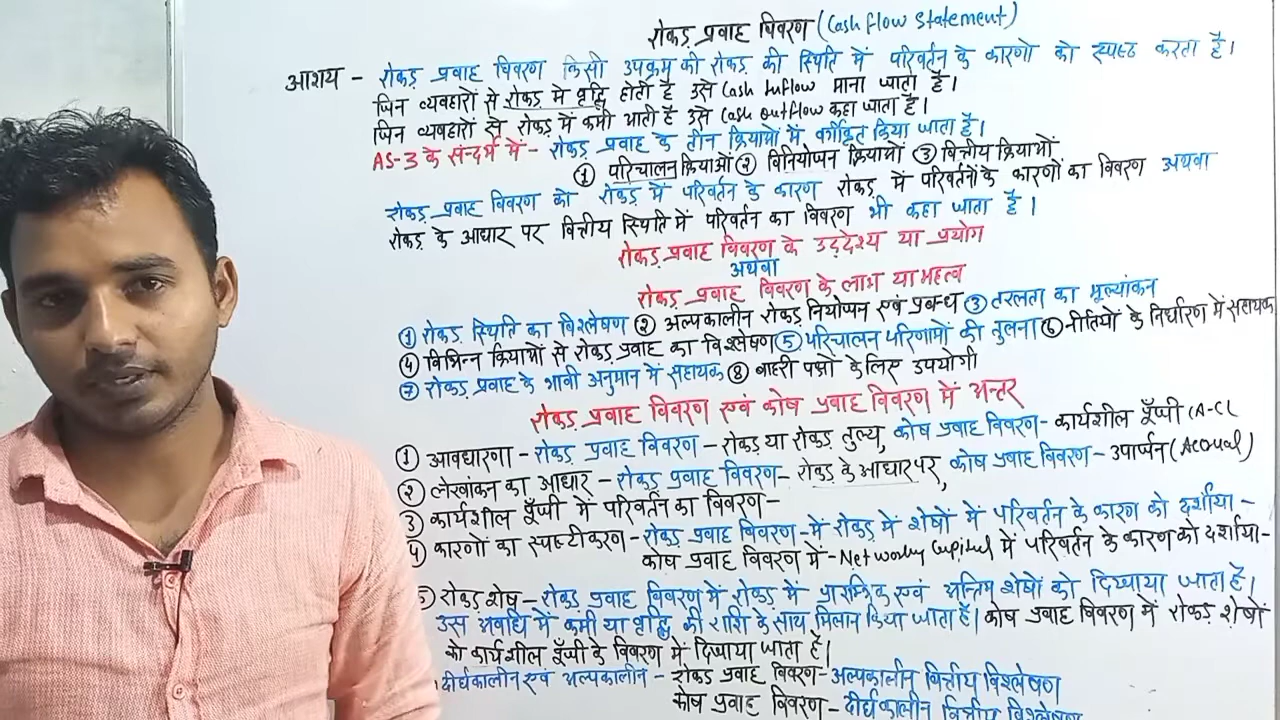 रोकड़ प्रवाह विवरण (Cash flow Statement)
आशय - रोकड़ प्रवाह विवरण किसी उपक्रम की रोकड़ की स्थिति में परिवर्तन के कारणो को स्पष्ट करता है।
जिन व्यवहारों से रोकड़ में वृद्धि होती है उसे Cash Inflow माना जाता है।
जिन व्यवहारों से रोकड़ में कमी आती है उसे Cash outflow कहा जाता है।
AS-3 के संदर्भ में - रोकड़ प्रवाह के तीन क्रियाओं में वर्गीकृत किया जाता है।
① परिचालन क्रियाओं ② विनियोजन क्रियाओं ③ वित्तीय क्रियाओं
रोकड़ प्रवाह विवरण को रोकड़ में परिवर्तन के कारण रोकड़ में परिवर्तनों के कारणों का विवरण अथवा
रोकड़ के आधार पर वित्तीय स्थिति में परिवर्तन का विवरण भी कहा जाता है।
रोकड़ प्रवाह विवरण के उद्देश्य या प्रयोग
अथवा
रोकड़ प्रवाह विवरण के लाभ या महत्व
① रोकड़ स्थिति का विश्लेषण ② अल्पकालीन रोकड़ नियोजन एवं प्रबन्ध ③ तरलता का मूल्यांकन
④ विभिन्न क्रियाओं से रोकड़ प्रवाह का विश्लेषण ⑤ परिचालन परिणामों की तुलना ⑥ नीतियों के निर्धारण में सहायक
⑦ रोकड़ प्रवाह के भावी अनुमान में सहायक ⑧ बाहरी पक्षो के लिए उपयोगी
रोकड़ प्रवाह विवरण एवं कोष प्रवाह विवरण में अन्तर
① अवधारणा - रोकड़ प्रवाह विवरण - रोकड़ या रोकड़ तुल्य, कोष प्रवाह विवरण - कार्यशील पूँजी (A-CL
② लेखांकन का आधार - रोकड़ प्रवाह विवरण - रोकड़ के आधार पर, कोष प्रवाह विवरण - उपार्जन (Accrual)
③ कार्यशील पूँजी में परिवर्तन का विवरण -
④ कारणों का स्पष्टीकरण - रोकड़ प्रवाह विवरण - में रोकड़ में शेषों में परिवर्तन के कारण को दर्शाया -
कोष प्रवाह विवरण में - Net Working Capital में परिवर्तन के कारण को दर्शाया -
⑤ रोकड़ शेष - रोकड़ प्रवाह विवरण में रोकड़ में प्रारम्भिक एवं अन्तिम शेषों को दिखाया जाता है।
उस अवधि में कमी या वृद्धि की राशि के साथ मिलान किया जाता है। कोष प्रवाह विवरण में रोकड़ शेषों
को कार्यशील पूँजी के विवरण में दिखाया जाता है।
दीर्घकालीन एवं अल्पकालीन - रोकड़ प्रवाह विवरण - अल्पकालीन वित्तीय विश्लेषण
कोष प्रवाह विवरण - दीर्घकालीन वित्तीय विश्लेषण